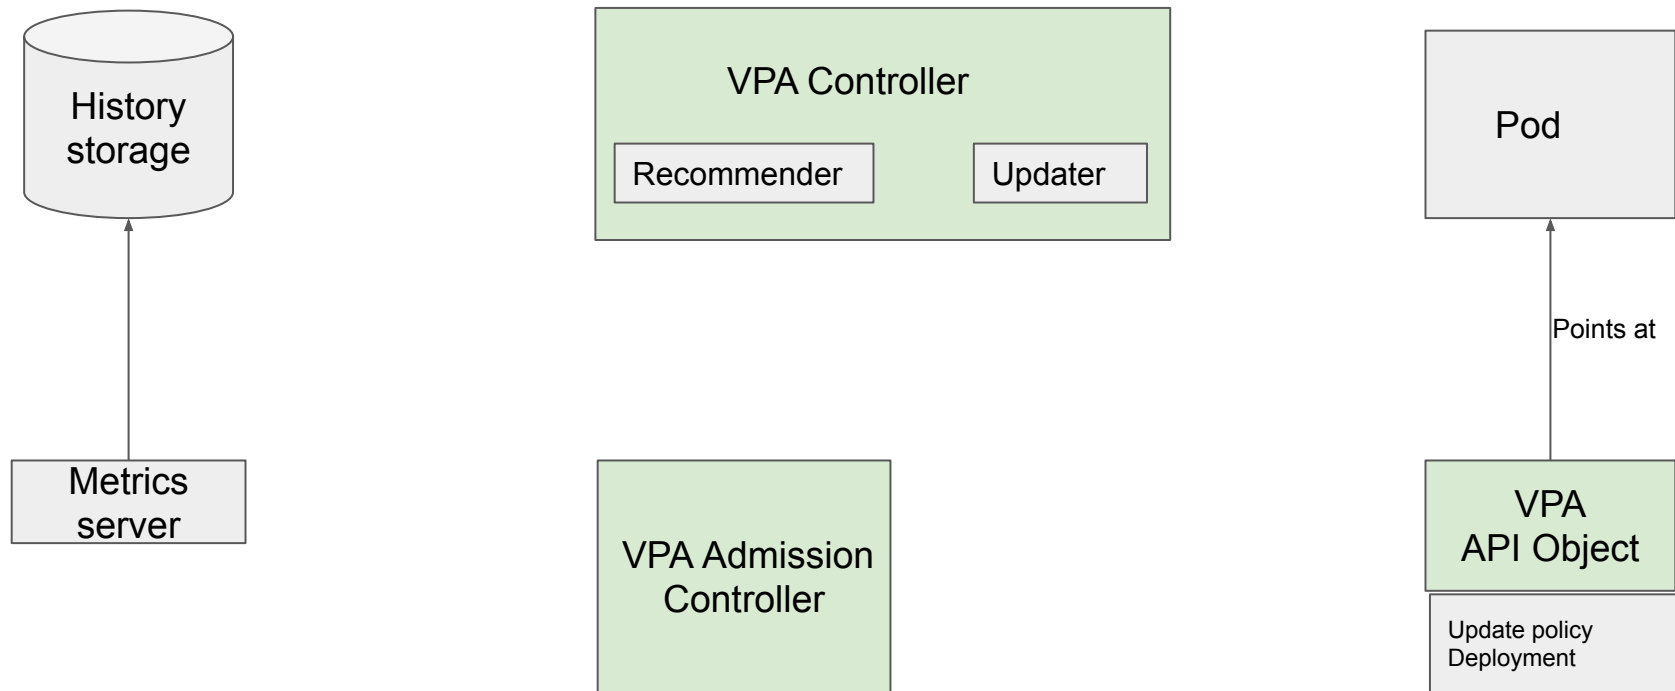 History
storage
VPA Controller
Recommender
Updater
Pod
Points at
Metrics
server
VPA Admission
Controller
VPA
API Object
Update policy
Deployment